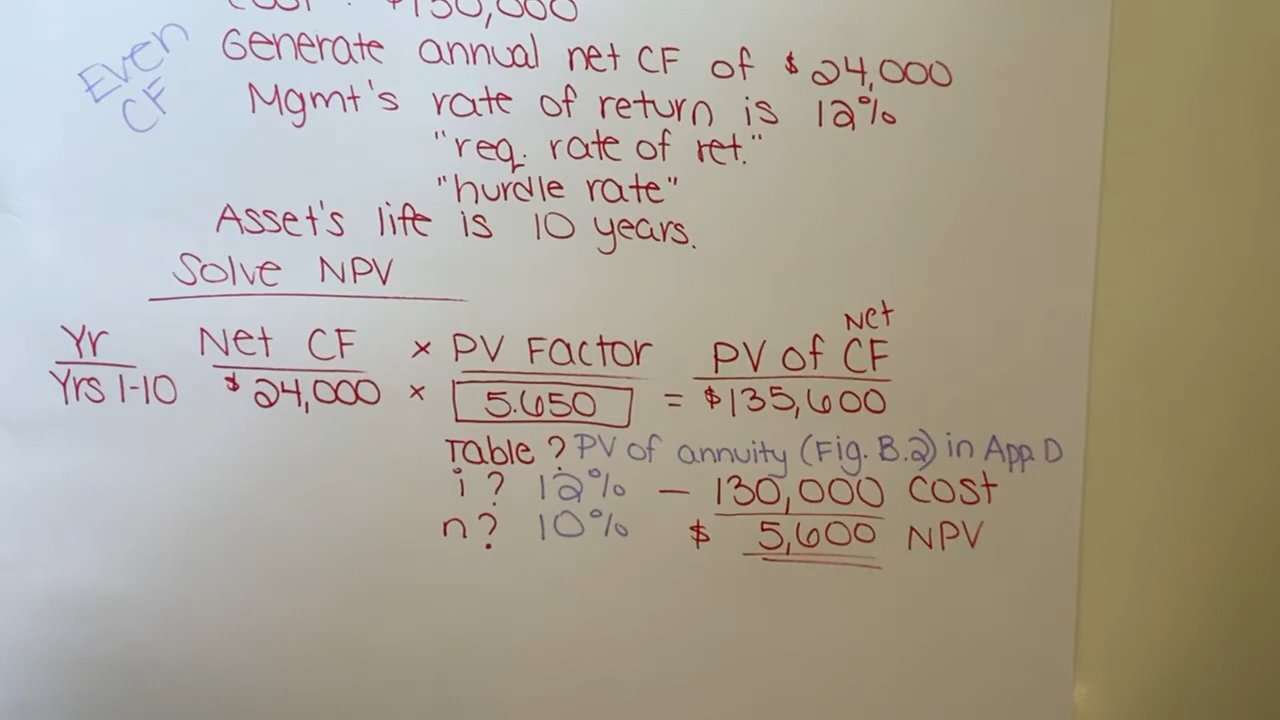 Cost: $130,000
Even CF
Generate annual net CF of $24,000
Mgmt's rate of return is 12%
"req. rate of ret."
"hurdle rate"
Asset's life is 10 years.
Solve NPV
Yr Net CF × PV Factor PV of Net CF
Yrs 1-10 $24,000 × 5.650 = $135,600
Table? PV of annuity (Fig. B.2) in App. D
i? 12% — 130,000 cost
n? 10% $ 5,600 NPV